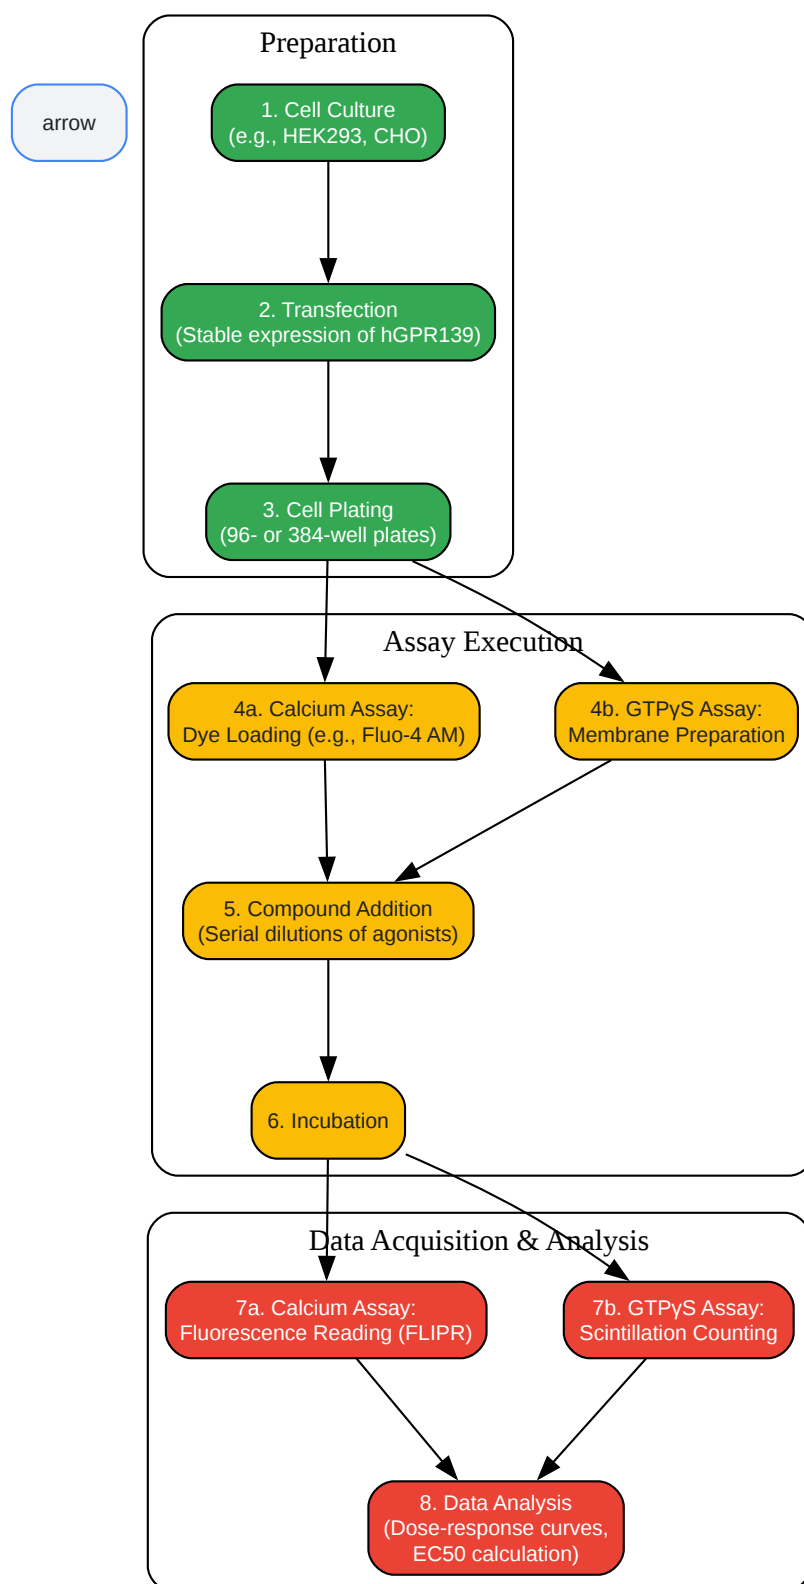 Preparation
arrow
1. Cell Culture
(e.g., HEK293, CHO)
2. Transfection
(Stable expression of hGPR139)
3. Cell Plating
(96- or 384-well plates)
Assay Execution
4a. Calcium Assay:
Dye Loading (e.g., Fluo-4 AM)
4b. GTPγS Assay:
Membrane Preparation
5. Compound Addition
(Serial dilutions of agonists)
6. Incubation
Data Acquisition & Analysis
7a. Calcium Assay:
Fluorescence Reading (FLIPR)
7b. GTPγS Assay:
Scintillation Counting
8. Data Analysis
(Dose-response curves,
EC50 calculation)